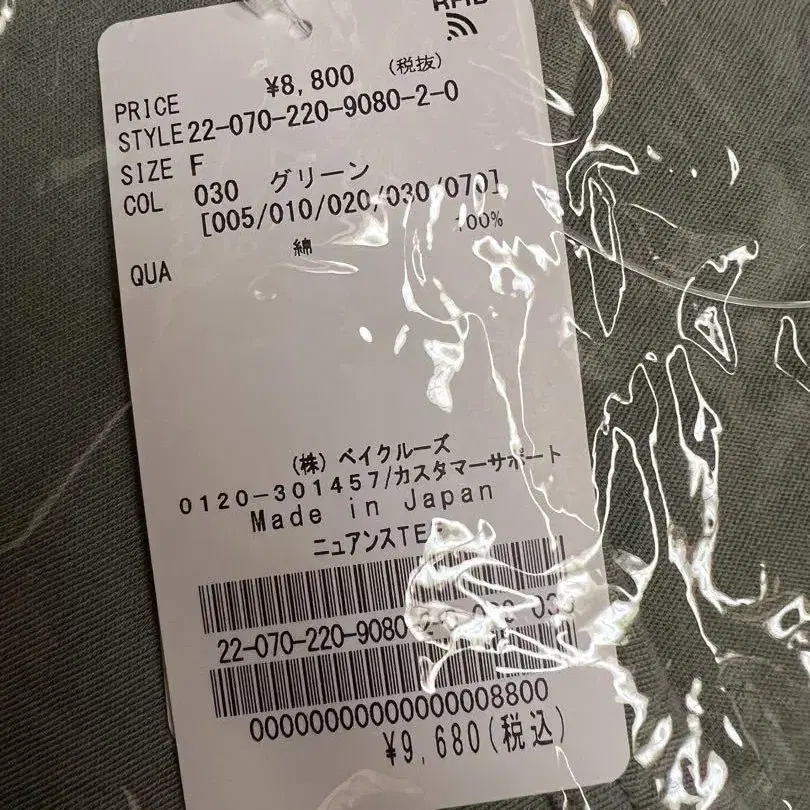 RFID
PRICE ¥8,800 (税抜)
STYLE 22-070-220-9080-2-0
SIZE F
COL 030 グリーン
[005/010/020/030/070]
綿 100%
QUA
(株) ベイクルーズ
0120-301457/カスタマーサポート
Made in Japan
ニュアンスTE
22-070-220-9080-2-0
00000000000000008800
¥9,680(税込)